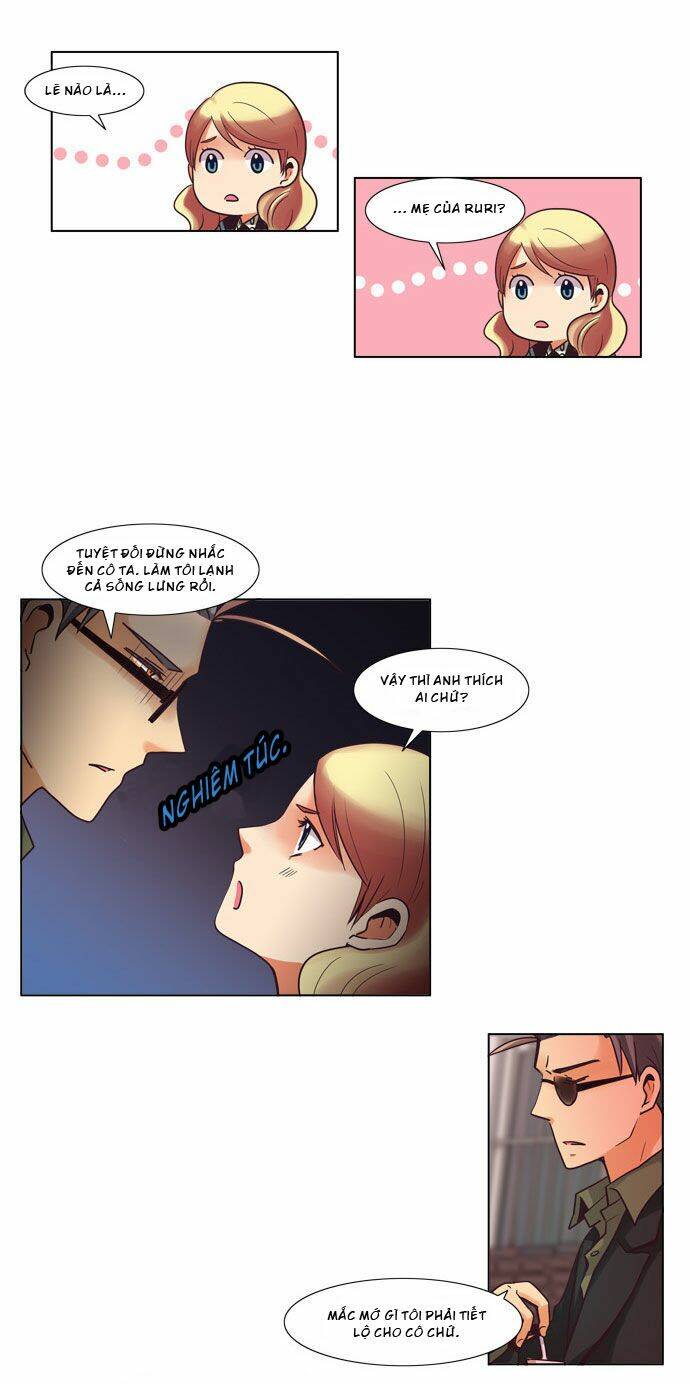 LẼ NÀO LÀ...
... MẸ CỦA RURI?
TUYỆT ĐỐI ĐỪNG NHẮC
ĐẾN CÔ TA. LÀM TÔI LẠNH
CẢ SỐNG LƯNG RỒI.
VẬY THÌ ANH THÍCH
AI CHỨ?
NGHIÊM TÚC.
MẮC MỚ GÌ TÔI PHẢI TIẾT
LỘ CHO CÔ CHỨ.